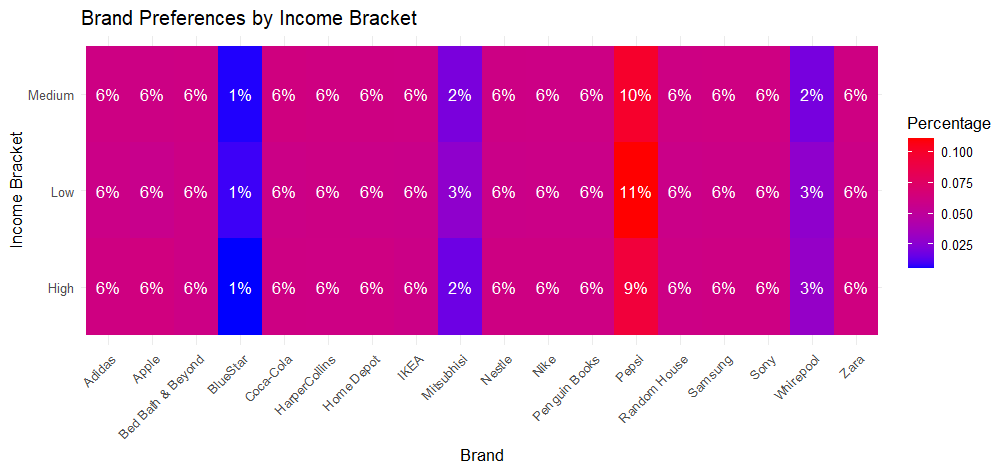 Brand Preferences by Income Bracket
Income Bracket
Medium 6% 6% 6% 1% 6% 6% 6% 6% 2% 6% 6% 6% 10% 6% 6% 6% 2% 6%
Low 6% 6% 6% 1% 6% 6% 6% 6% 3% 6% 6% 6% 11% 6% 6% 6% 3% 6%
High 6% 6% 6% 1% 6% 6% 6% 6% 2% 6% 6% 6% 9% 6% 6% 6% 3% 6%
Adidas
Apple
Bed Bath & Beyond
BlueStar
Coca-Cola
HarperCollins
Home Depot
IKEA
Mitsubhisi
Nestle
Nike
Penguin Books
Pepsi
Random House
Samsung
Sony
Whirepool
Zara
Brand
Percentage
0.100
0.075
0.050
0.025